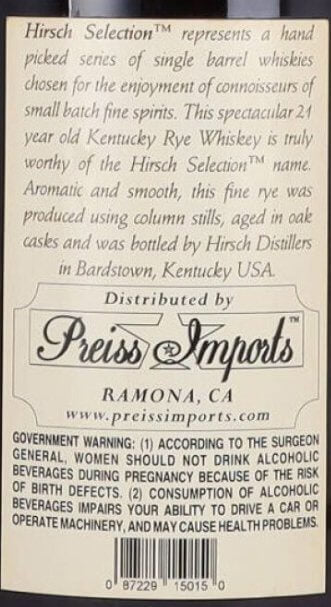 Hirsch Selection™ represents a hand
picked series of single barrel whiskies
chosen for the enjoyment of connoisseurs of
small batch fine spirits. This spectacular 21
year old Kentucky Rye Whiskey is truly
worthy of the Hirsch Selection™ name.
Aromatic and smooth, this fine rye was
produced using column stills, aged in oak
casks and was bottled by Hirsch Distillers
in Bardstown, Kentucky USA.
Distributed by
Preiss Imports™
RAMONA, CA
www.preissimports.com
GOVERNMENT WARNING: (1) ACCORDING TO THE SURGEON
GENERAL, WOMEN SHOULD NOT DRINK ALCOHOLIC
BEVERAGES DURING PREGNANCY BECAUSE OF THE RISK
OF BIRTH DEFECTS. (2) CONSUMPTION OF ALCOHOLIC
BEVERAGES IMPAIRS YOUR ABILITY TO DRIVE A CAR OR
OPERATE MACHINERY, AND MAY CAUSE HEALTH PROBLEMS.
0 87229 15015 0